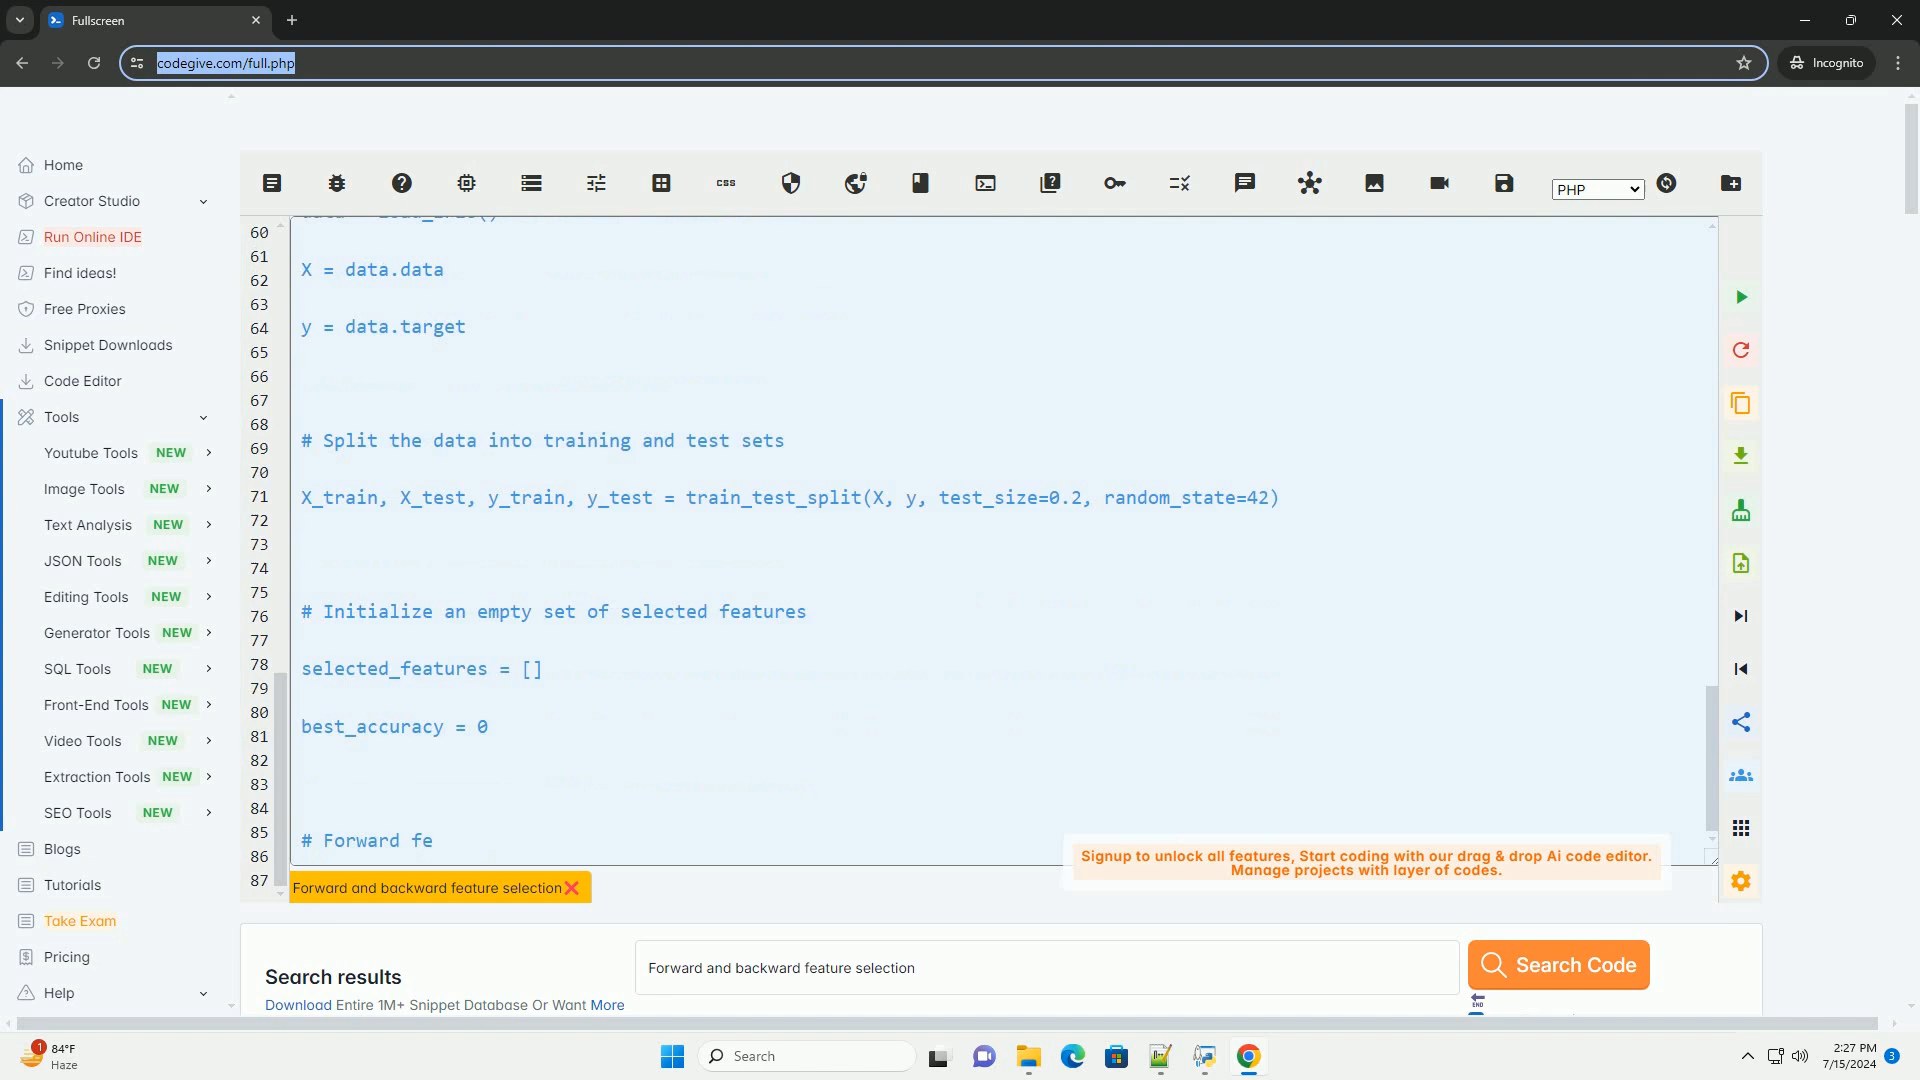 Fullscreen
codegive.com/full.php
Incognito
Home
Creator Studio
Run Online IDE
Find ideas!
Free Proxies
Snippet Downloads
Code Editor
Tools
Youtube Tools NEW
Image Tools NEW
Text Analysis NEW
JSON Tools NEW
Editing Tools NEW
Generator Tools NEW
SQL Tools NEW
Front-End Tools NEW
Video Tools NEW
Extraction Tools NEW
SEO Tools NEW
Blogs
Tutorials
Take Exam
Pricing
Help
css
PHP
60
61
62
63
64
65
66
67
68
69
70
71
72
73
74
75
76
77
78
79
80
81
82
83
84
85
86
87
X = data.data
y = data.target
# Split the data into training and test sets
X_train, X_test, y_train, y_test = train_test_split(X, y, test_size=0.2, random_state=42)
# Initialize an empty set of selected features
selected_features = []
best_accuracy = 0
# Forward fe
Signup to unlock all features, Start coding with our drag & drop Ai code editor.
Manage projects with layer of codes.
Forward and backward feature selection
Search results
Download Entire 1M+ Snippet Database Or Want More
Forward and backward feature selection
Search Code
END
1
84°F
Haze
Search
2:27 PM
7/15/2024
3